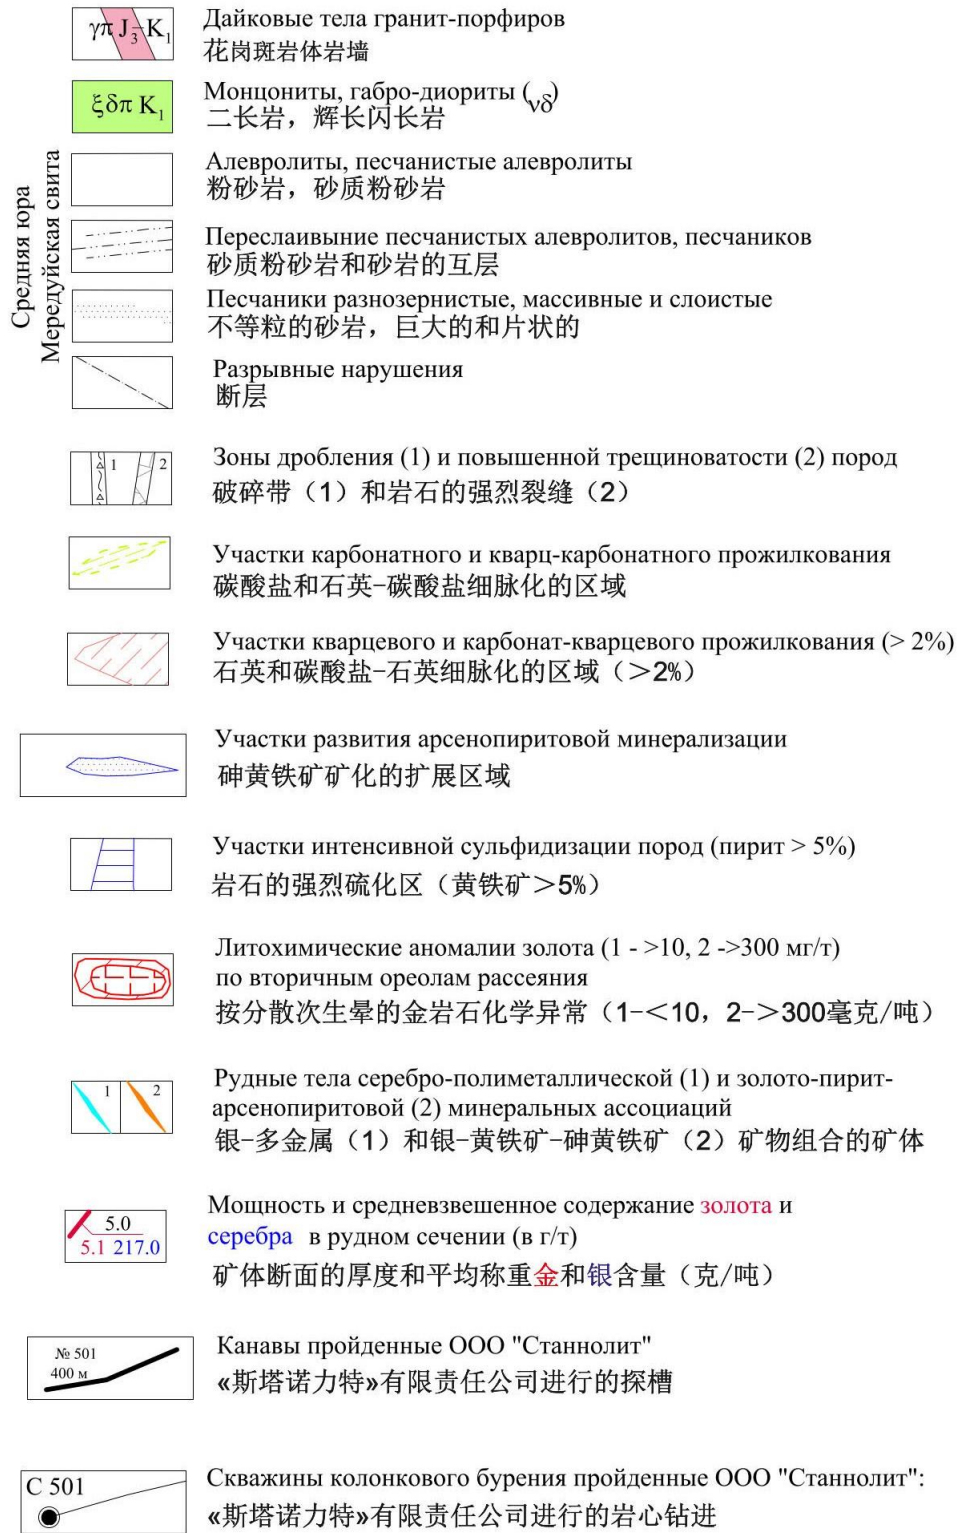 γπ J₃-K₁
Дайковые тела гранит-порфиров
花岗斑岩体岩墙
ξδπ K₁
Монцониты, габро-диориты (νδ)
二长岩，辉长闪长岩
Средняя юра
Мередуйская свита
Алевролиты, песчанистые алевролиты
粉砂岩，砂质粉砂岩
Переслаивыние песчанистых алевролитов, песчаников
砂质粉砂岩和砂岩的互层
Песчаники разнозернистые, массивные и слоистые
不等粒的砂岩，巨大的和片状的
Разрывные нарушения
断层
1 2
Зоны дробления (1) и повышенной трещиноватости (2) пород
破碎带（1）和岩石的强烈裂缝（2）
Участки карбонатного и кварц-карбонатного прожилкования
碳酸盐和石英-碳酸盐细脉化的区域
Участки кварцевого и карбонат-кварцевого прожилкования (> 2%)
石英和碳酸盐-石英细脉化的区域（＞2%）
Участки развития арсенопиритовой минерализации
砷黄铁矿矿化的扩展区域
Участки интенсивной сульфидизации пород (пирит > 5%)
岩石的强烈硫化区（黄铁矿＞5%）
Литохимические аномалии золота (1 - >10, 2 ->300 мг/т)
по вторичным ореолам рассеяния
按分散次生晕的金岩石化学异常（1-＜10，2-＞300毫克/吨）
1 2
Рудные тела серебро-полиметаллической (1) и золото-пирит-
арсенопиритовой (2) минеральных ассоциаций
银-多金属（1）和银-黄铁矿-砷黄铁矿（2）矿物组合的矿体
5.0
5.1 217.0
Мощность и средневзвешенное содержание золота и
серебра в рудном сечении (в г/т)
矿体断面的厚度和平均称重金和银含量（克/吨）
№ 501
400 м
Канавы пройденные ООО "Станнолит"
«斯塔诺力特»有限责任公司进行的探槽
С 501
Скважины колонкового бурения пройденные ООО "Станнолит":
«斯塔诺力特»有限责任公司进行的岩心钻进